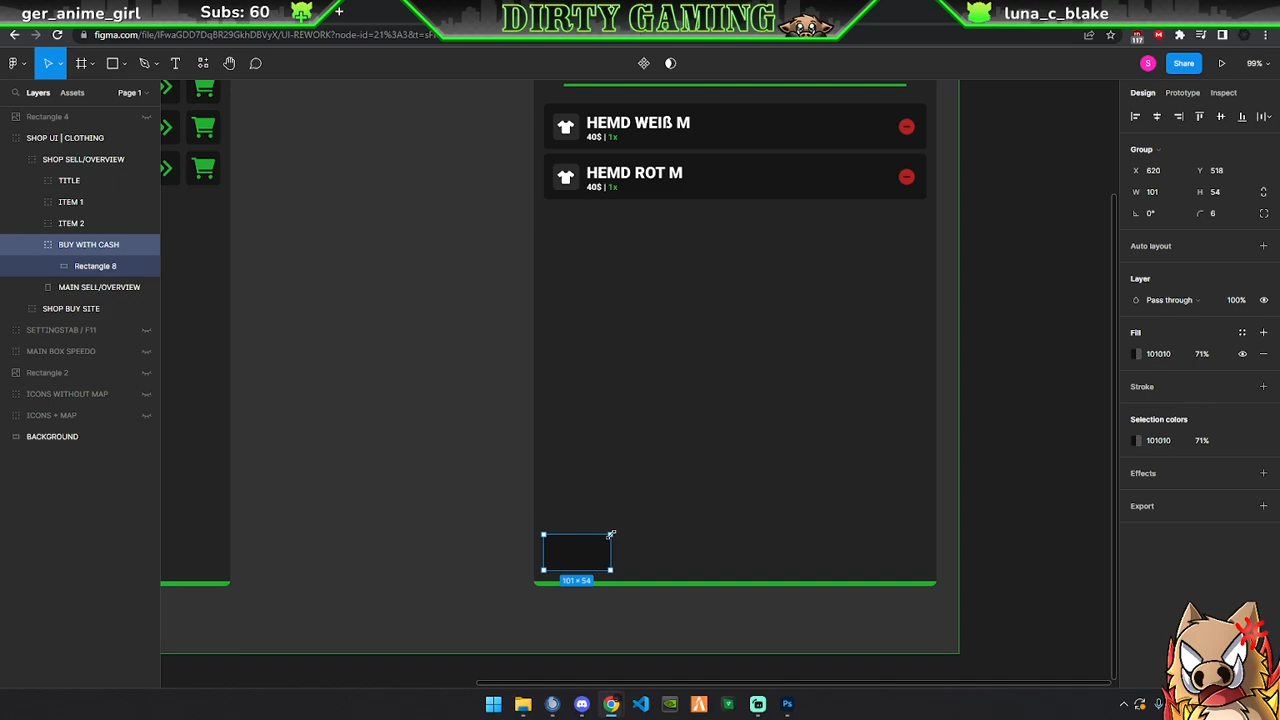 ger_anime_girl
Subs: 60
+
DIRTY GAMING
luna_c_blake
figma.com/file/IFwaGDD7DqBR29GkhDBVyX/UI-REWORK?node-id=21%3A3&t=sF
117
Layers
Assets
Page 1
S
Share
99%
Rectangle 4
SHOP UI | CLOTHING
SHOP SELL/OVERVIEW
TITLE
ITEM 1
ITEM 2
BUY WITH CASH
Rectangle 8
MAIN SELL/OVERVIEW
SHOP BUY SITE
SETTINGSTAB / F11
MAIN BOX SPEEDO
Rectangle 2
ICONS WITHOUT MAP
ICONS + MAP
BACKGROUND
HEMD WEIß M
40$ | 1x
HEMD ROT M
40$ | 1x
101 × 54
Design
Prototype
Inspect
Group
X 620
Y 518
W 101
H 54
0°
6
Auto layout
Layer
Pass through
100%
Fill
101010
71%
Stroke
Selection colors
101010
71%
Effects
Export
Ps